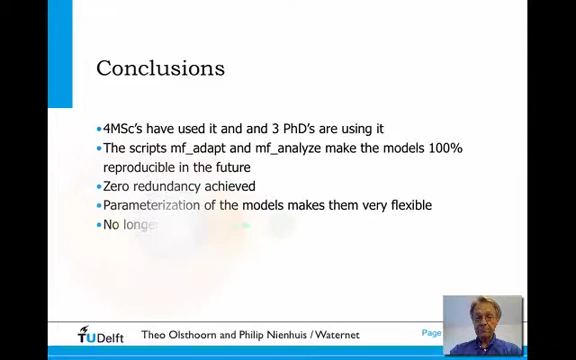 Conclusions
•4MSc's have used it and and 3 PhD's are using it
•The scripts mf_adapt and mf_analyze make the models 100%
reproducible in the future
•Zero redundancy achieved
•Parameterization of the models makes them very flexible
•No longer
TUDelft
Theo Olsthoorn and Philip Nienhuis / Waternet
Page